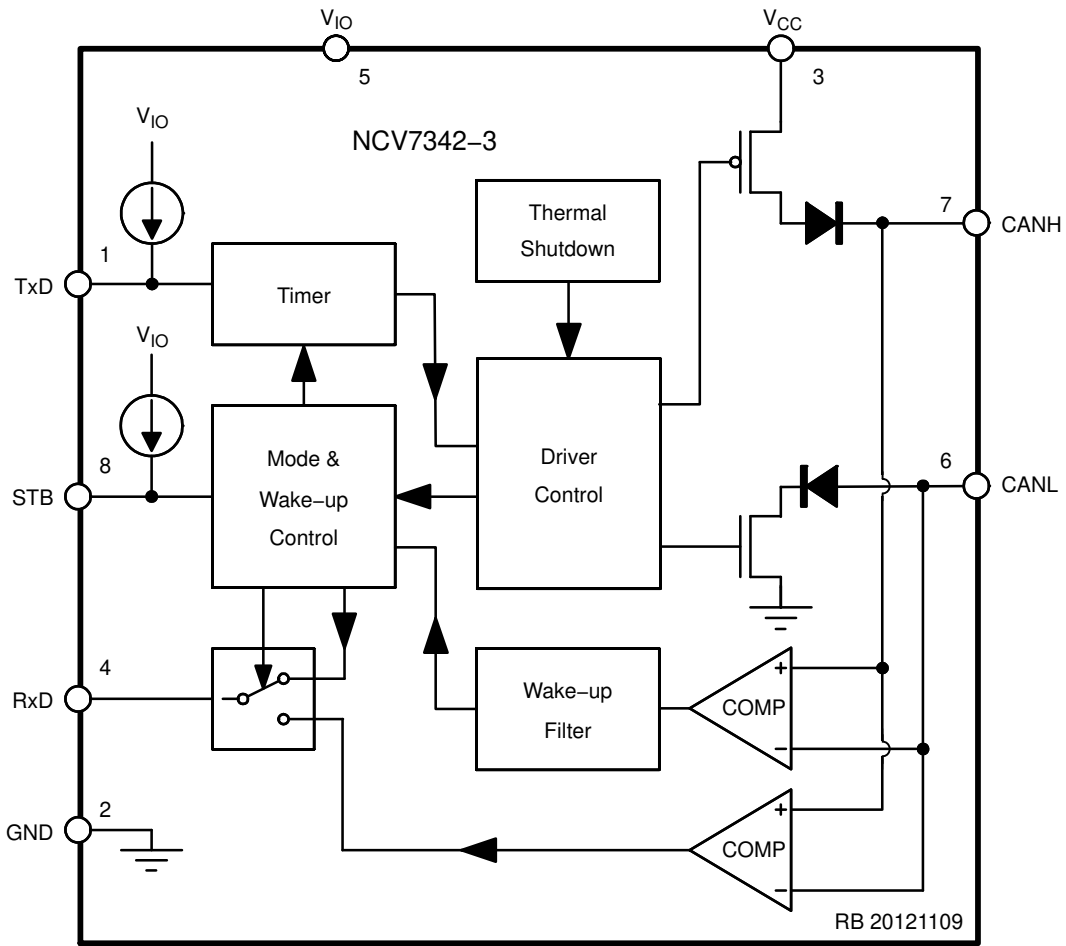 VIO
VCC
5
3
VIO
NCV7342−3
Thermal
Shutdown
7
CANH
1
TxD
Timer
VIO
8
STB
Mode &
Wake−up
Control
Driver
Control
6
CANL
4
RxD
Wake−up
Filter
+
COMP
−
2
GND
+
COMP
−
RB 20121109